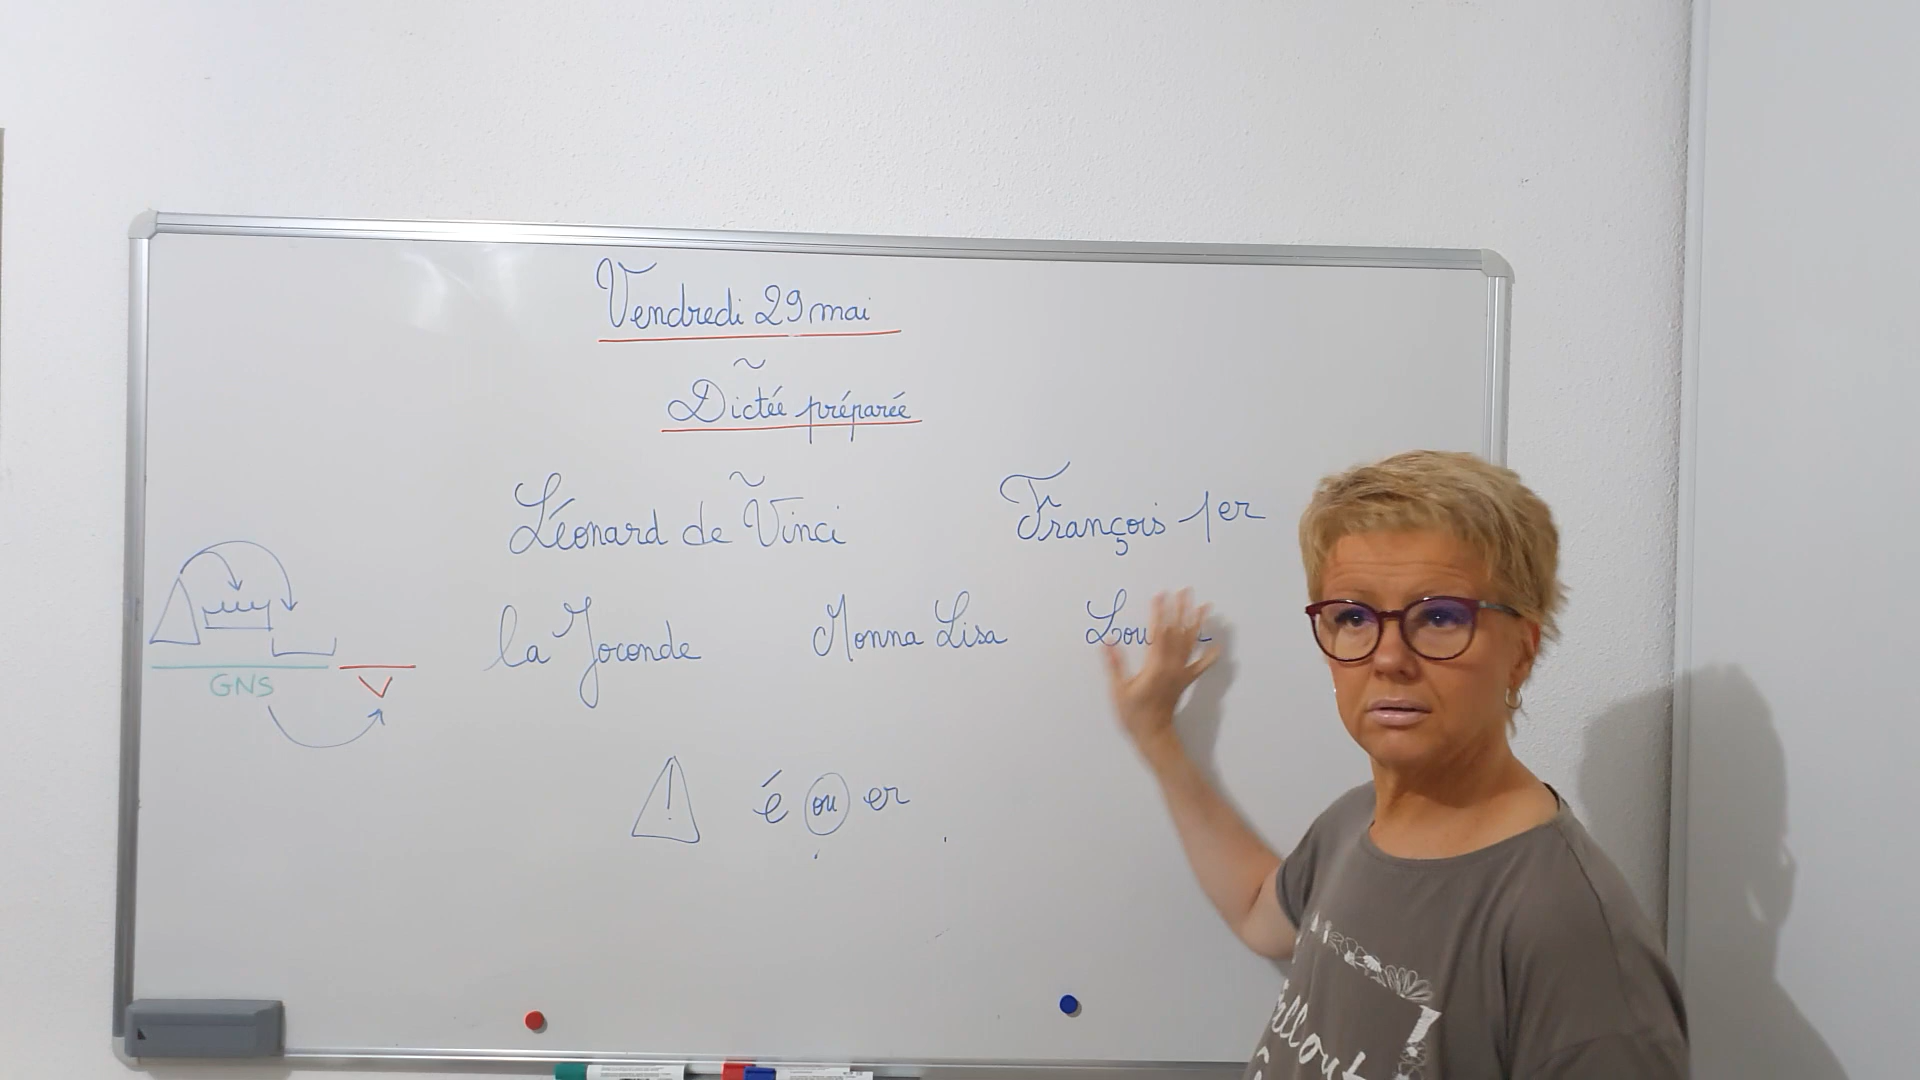 Vendredi 29 mai
Dictée préparée
Léonard de Vinci François 1er
la Joconde Monna Lisa
GNS V
! é ou er